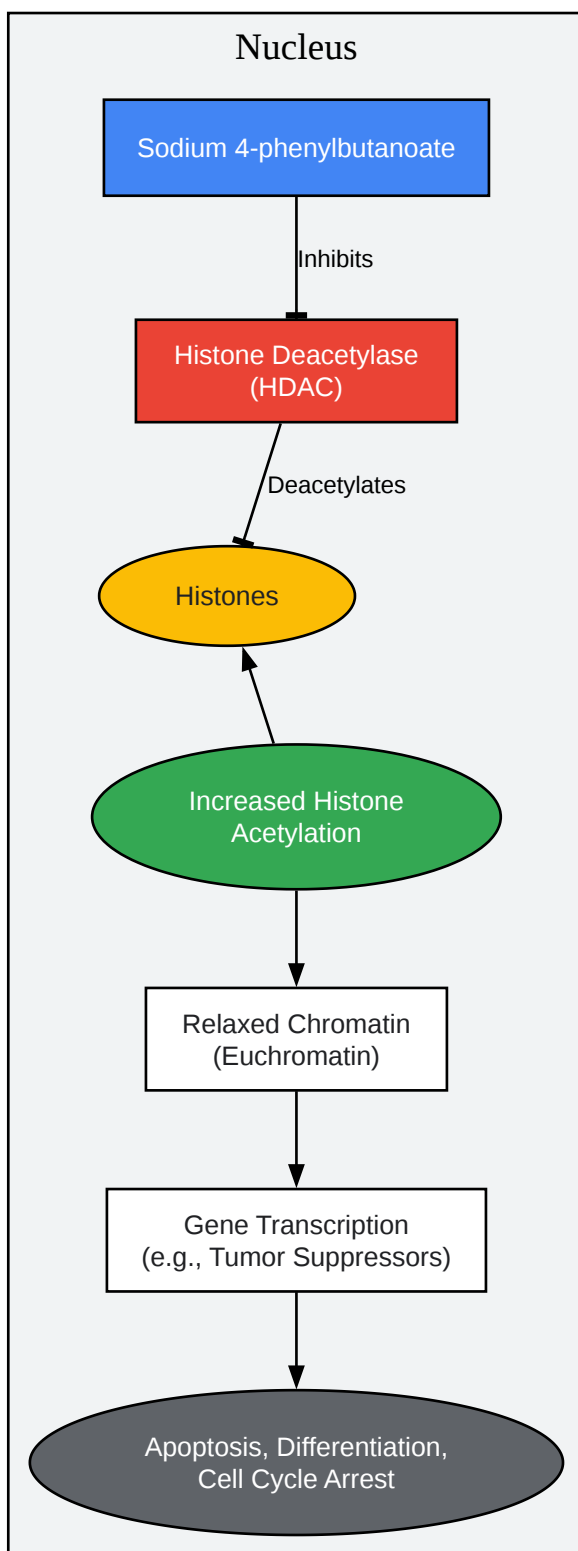 Nucleus
Sodium 4-phenylbutanoate
Inhibits
Histone Deacetylase
(HDAC)
Deacetylates
Histones
Increased Histone
Acetylation
Relaxed Chromatin
(Euchromatin)
Gene Transcription
(e.g., Tumor Suppressors)
Apoptosis, Differentiation,
Cell Cycle Arrest